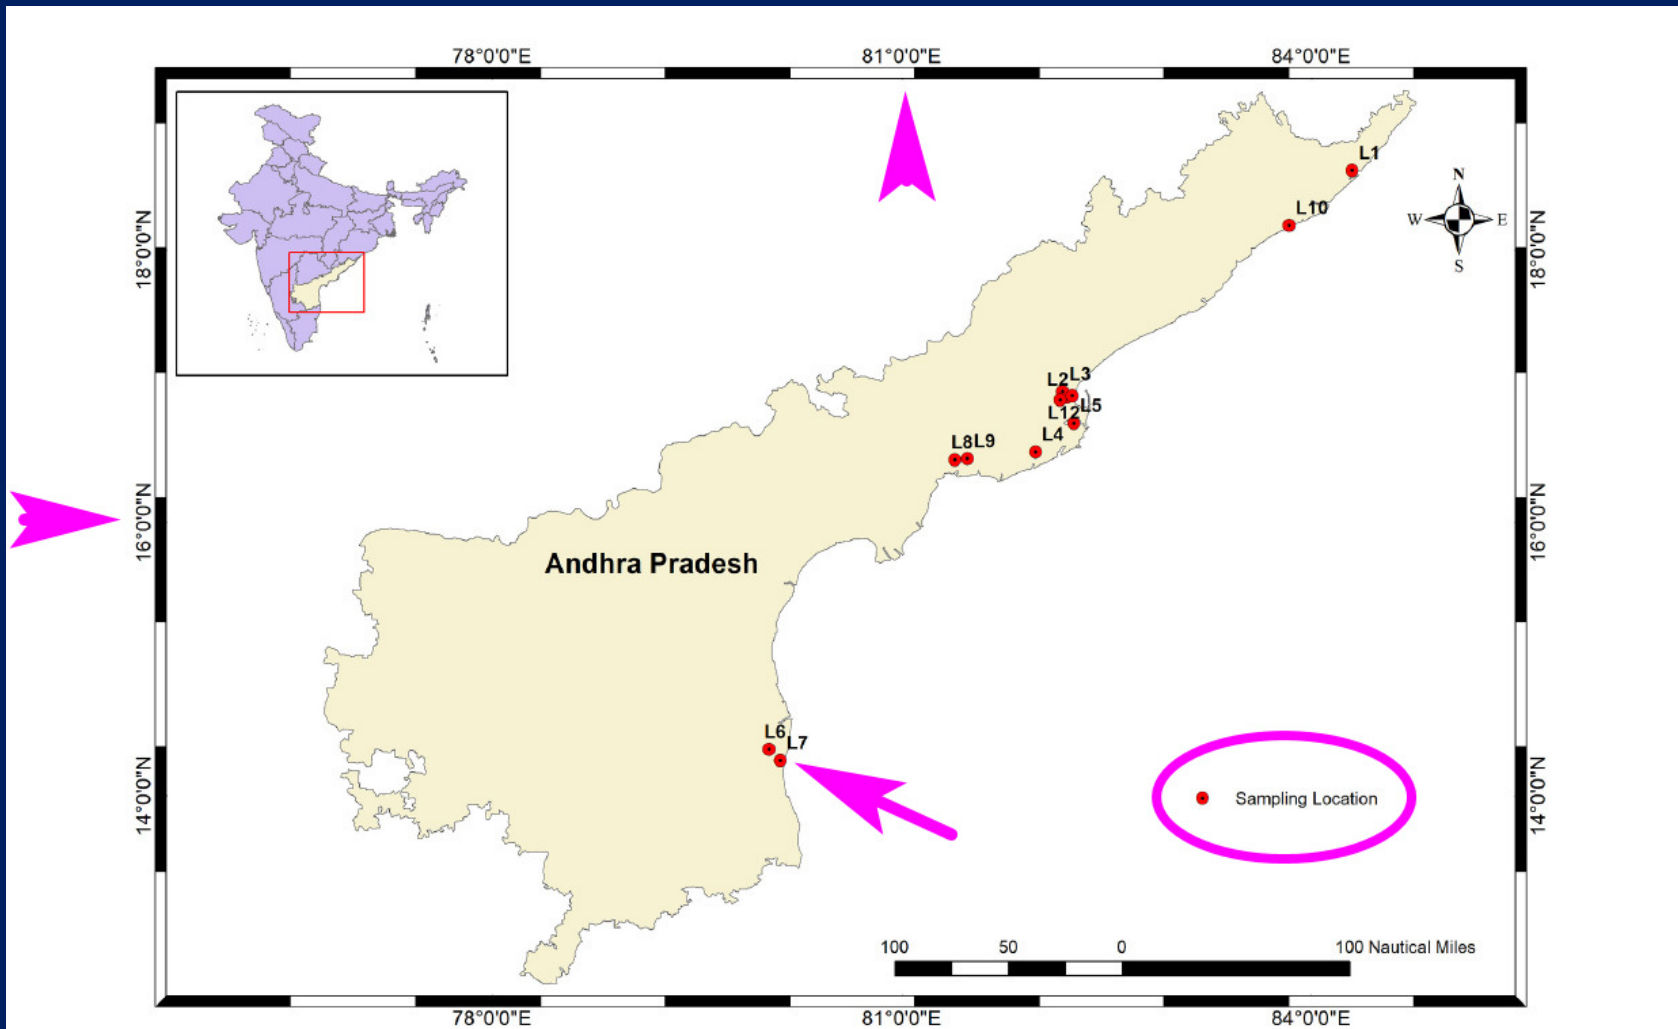 78°0'0"E
81°0'0"E
84°0'0"E
L1
N
L10
W
E
S
18°0'0"N
18°0'0"N
L2
L3
L12
L5
L4
L8
L9
16°0'0"N
16°0'0"N
Andhra Pradesh
L6
L7
14°0'0"N
14°0'0"N
Sampling Location
100 50 0 100 Nautical Miles
78°0'0"E
81°0'0"E
84°0'0"E